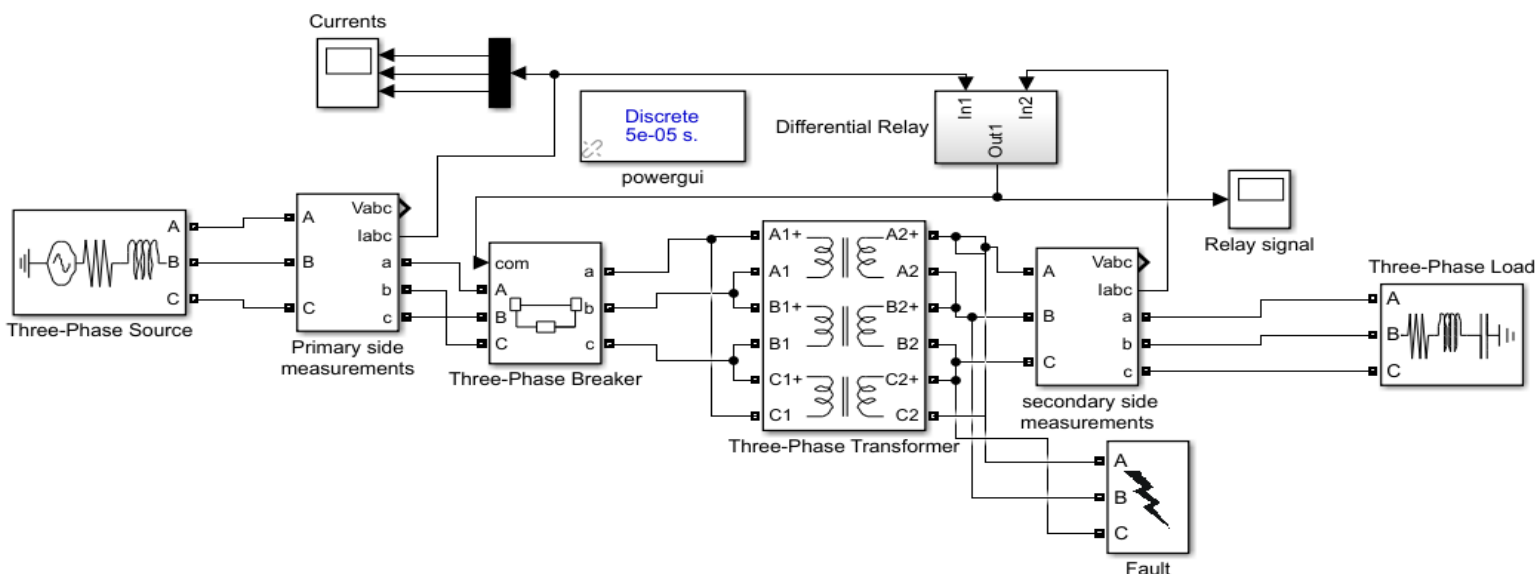 Currents
Discrete
5e-05 s.
powergui
In1
In2
Out1
Differential Relay
Relay signal
A
B
C
Three-Phase Source
A
B
C
Vabc
Iabc
a
b
c
Primary side
measurements
com
A
B
C
a
b
c
Three-Phase Breaker
A1+
A1
B1+
B1
C1+
C1
A2+
A2
B2+
B2
C2+
C2
Three-Phase Transformer
A
B
C
Vabc
Iabc
a
b
c
secondary side
measurements
Three-Phase Load
A
B
C
A
B
C
Fault